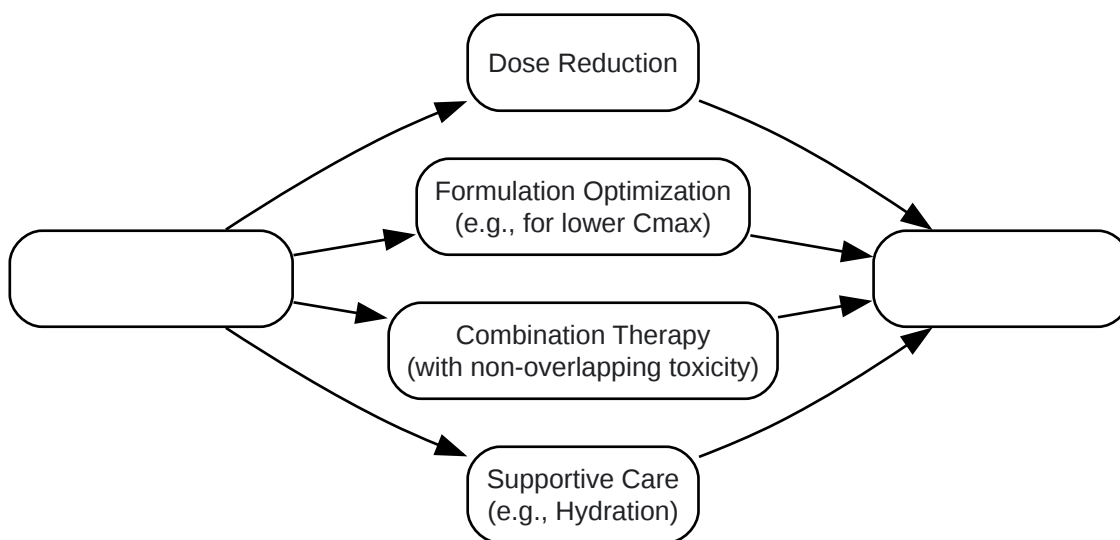 Dose Reduction
Formulation Optimization
(e.g., for lower Cmax)
Combination Therapy
(with non-overlapping toxicity)
Supportive Care
(e.g., Hydration)